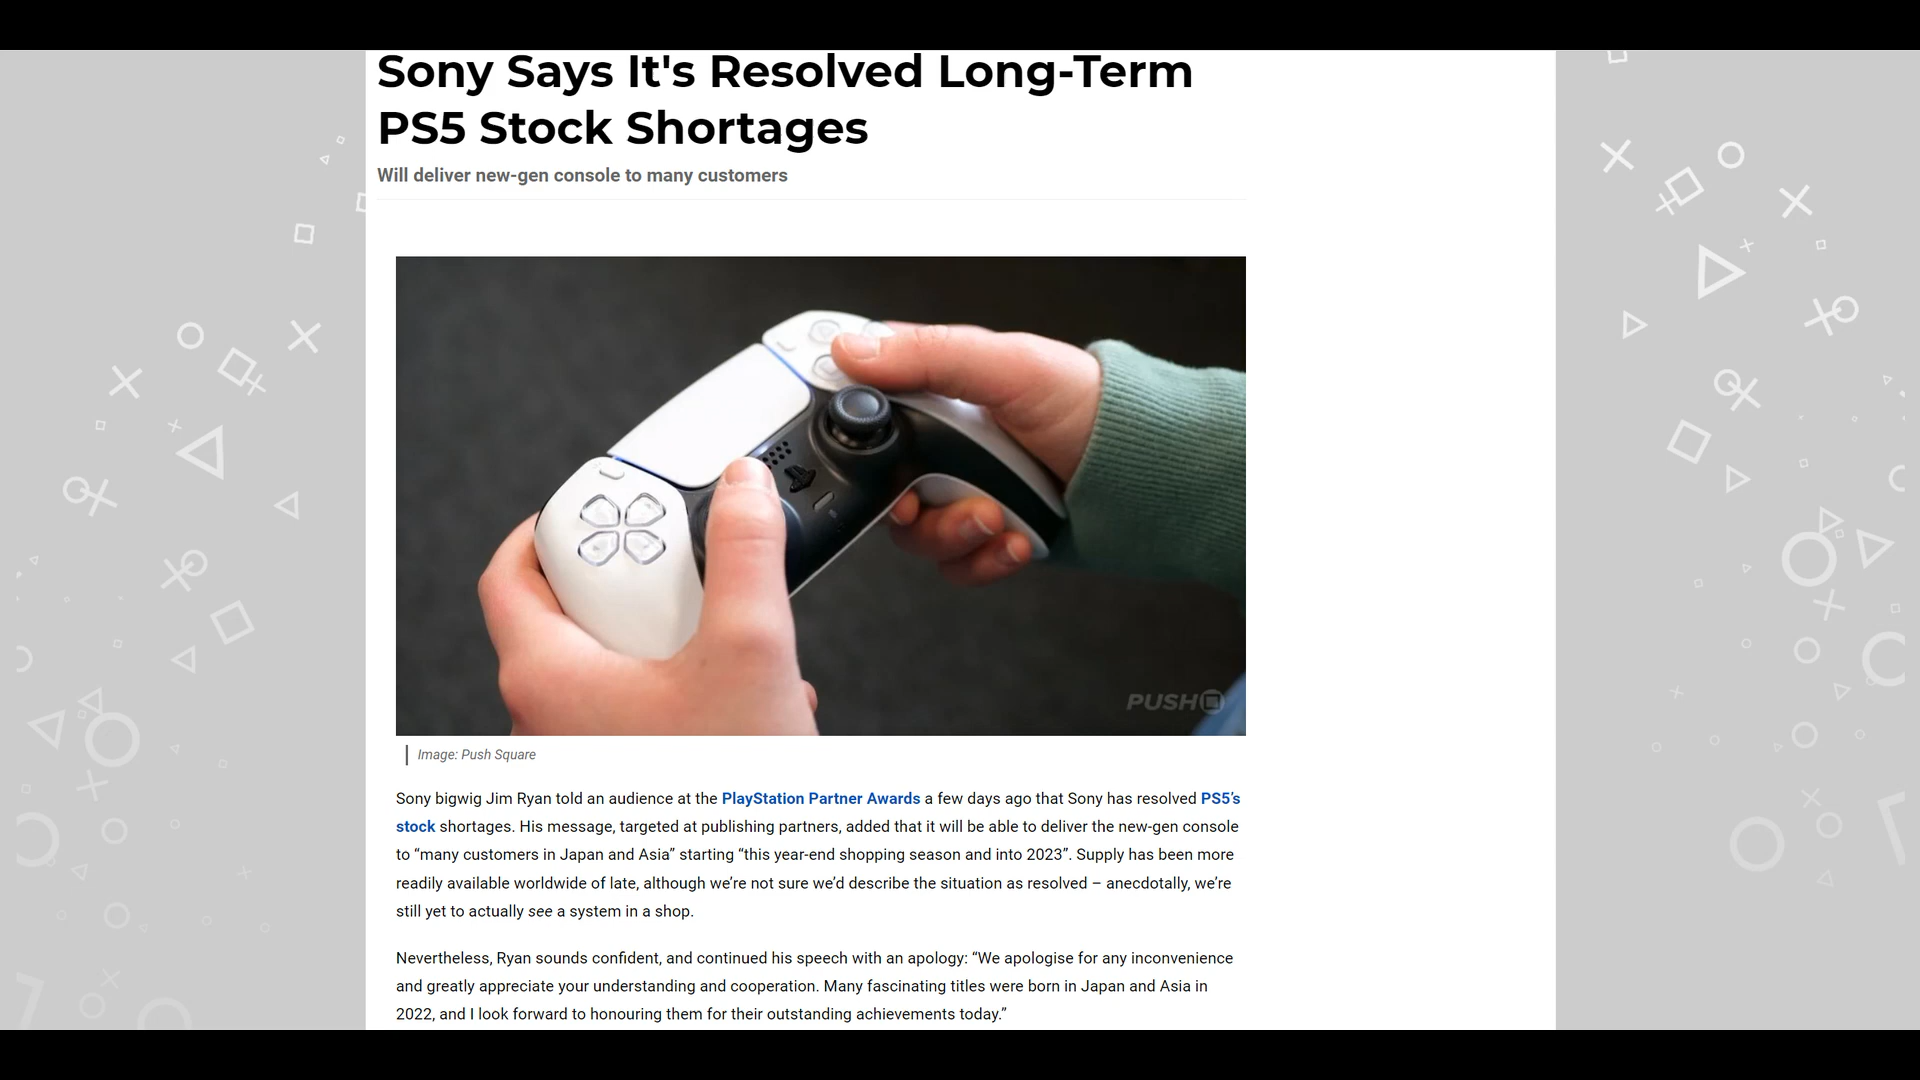 Sony Says It's Resolved Long-Term
PS5 Stock Shortages
Will deliver new-gen console to many customers
PUSH
Image: Push Square
Sony bigwig Jim Ryan told an audience at the PlayStation Partner Awards a few days ago that Sony has resolved PS5’s
stock shortages. His message, targeted at publishing partners, added that it will be able to deliver the new-gen console
to “many customers in Japan and Asia” starting “this year-end shopping season and into 2023”. Supply has been more
readily available worldwide of late, although we’re not sure we’d describe the situation as resolved – anecdotally, we’re
still yet to actually see a system in a shop.
Nevertheless, Ryan sounds confident, and continued his speech with an apology: “We apologise for any inconvenience
and greatly appreciate your understanding and cooperation. Many fascinating titles were born in Japan and Asia in
2022, and I look forward to honouring them for their outstanding achievements today.”